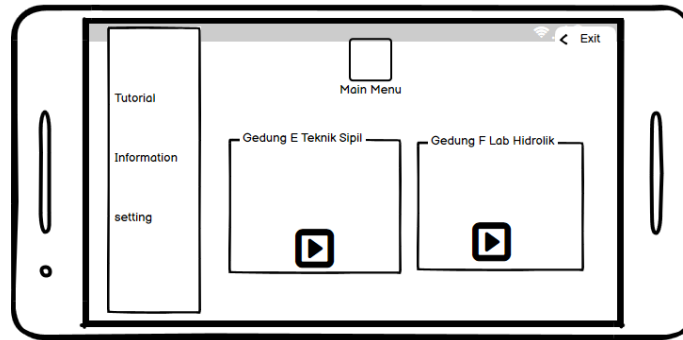 Exit
Main Menu
Tutorial
Information
setting
Gedung E Teknik Sipil
Gedung F Lab Hidrolik